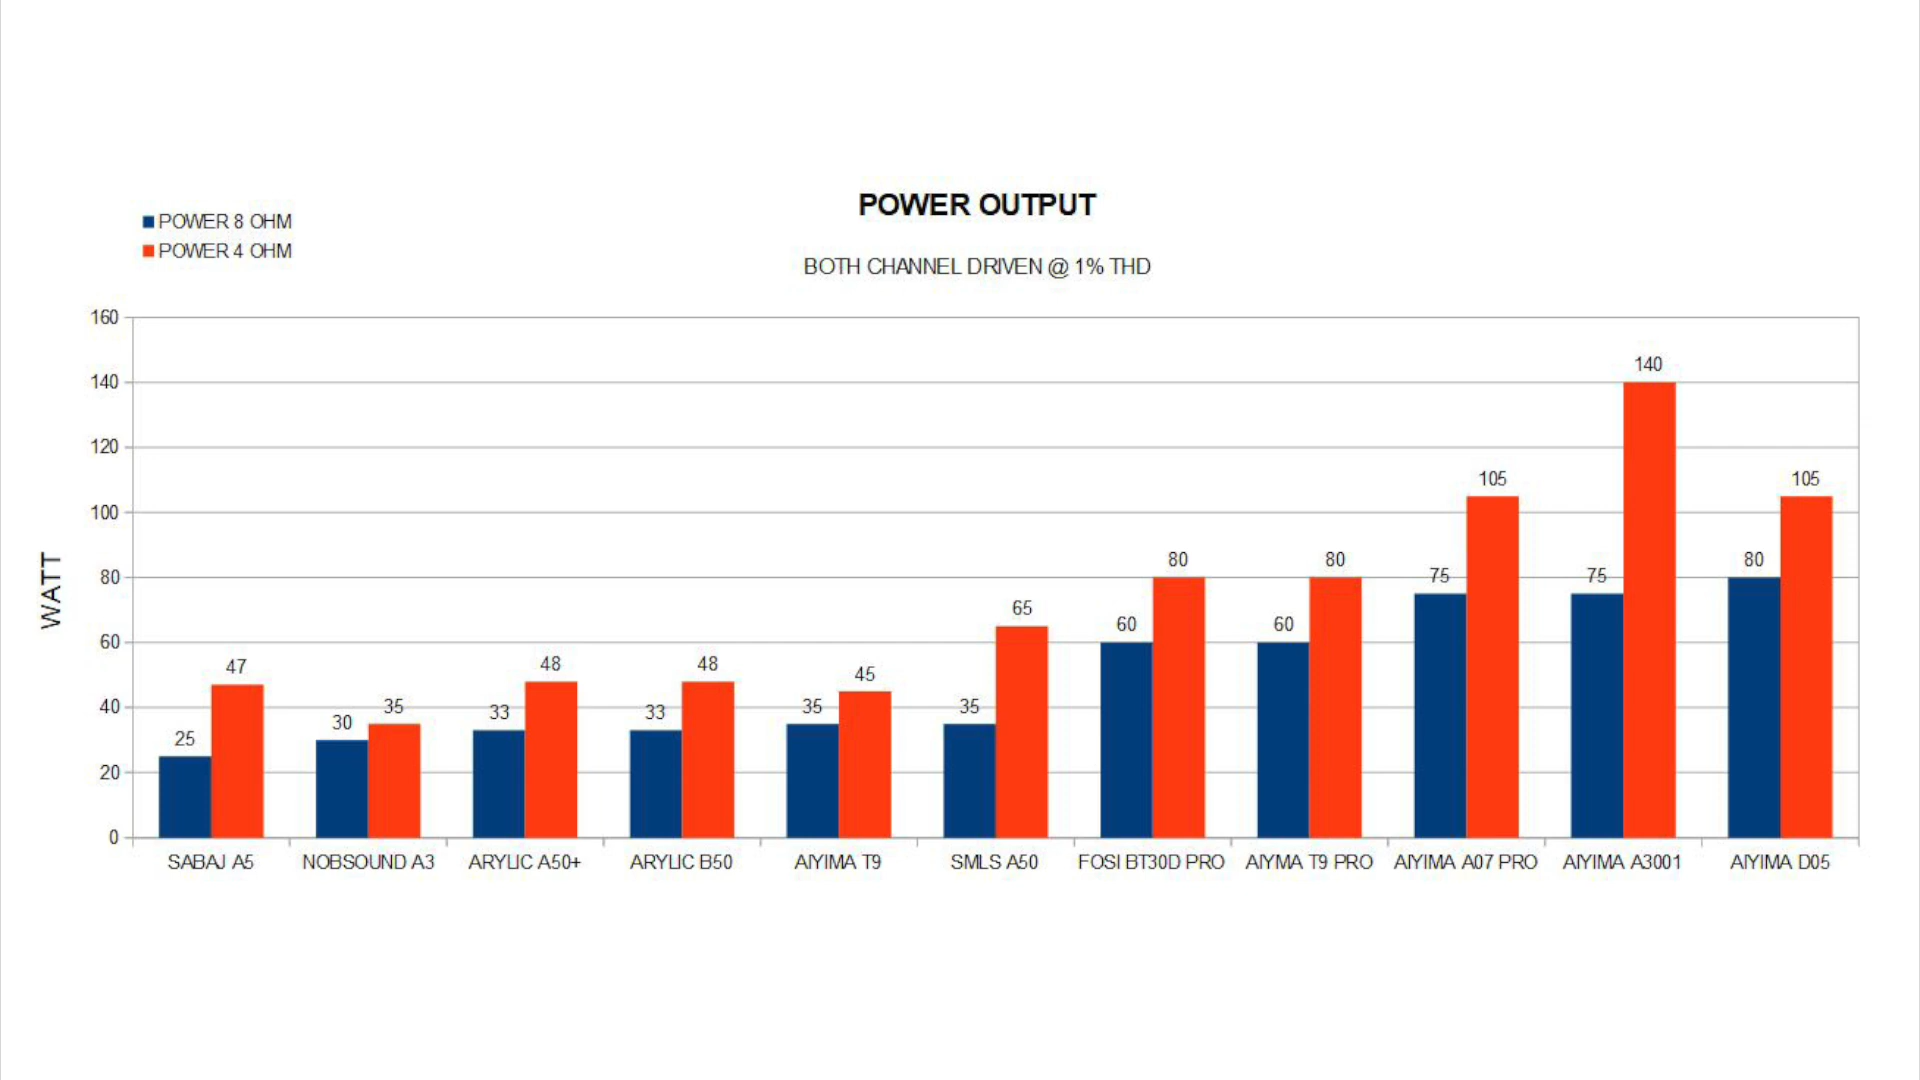 POWER OUTPUT
POWER 8 OHM
POWER 4 OHM
BOTH CHANNEL DRIVEN @ 1% THD
WATT
160
140
120
100
80
60
40
20
0
25 47 30 35 33 48 33 48 35 45 35 65 60 80 60 80 75 105 75 140 80 105
SABAJ A5 NOBSOUND A3 ARYLIC A50+ ARYLIC B50 AIYIMA T9 SMLS A50 FOSI BT30D PRO AIYMA T9 PRO AIYIMA A07 PRO AIYIMA A3001 AIYIMA D05